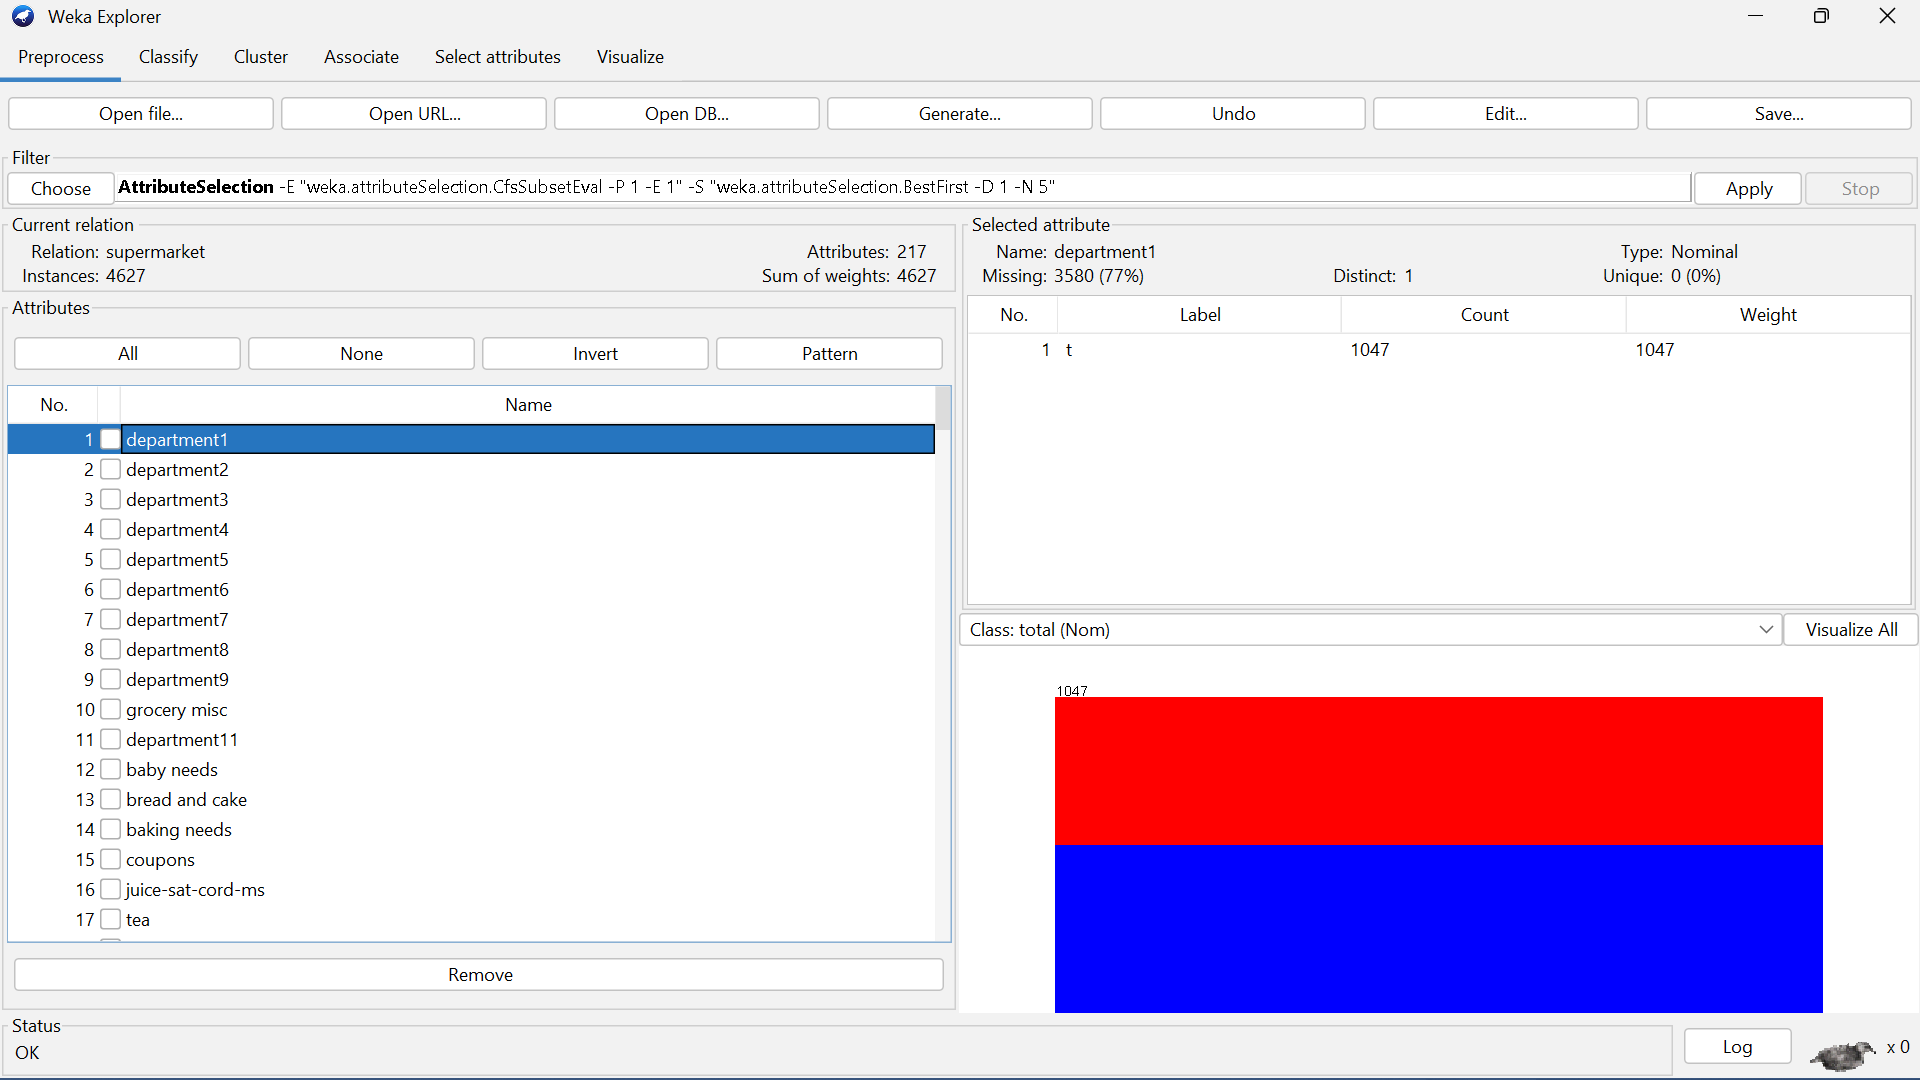 Weka Explorer
Preprocess Classify Cluster Associate Select attributes Visualize
Open file... Open URL... Open DB... Generate... Undo Edit... Save...
Filter
Choose AttributeSelection -E "weka.attributeSelection.CfsSubsetEval -P 1 -E 1" -S "weka.attributeSelection.BestFirst -D 1 -N 5" Apply Stop
Current relation
Relation: supermarket Attributes: 217
Instances: 4627 Sum of weights: 4627
Attributes
All None Invert Pattern
No. Name
1 department1
2 department2
3 department3
4 department4
5 department5
6 department6
7 department7
8 department8
9 department9
10 grocery misc
11 department11
12 baby needs
13 bread and cake
14 baking needs
15 coupons
16 juice-sat-cord-ms
17 tea
Remove
Selected attribute
Name: department1 Type: Nominal
Missing: 3580 (77%) Distinct: 1 Unique: 0 (0%)
No. Label Count Weight
1 t 1047 1047
Class: total (Nom) Visualize All
1047
Status
OK
Log x 0